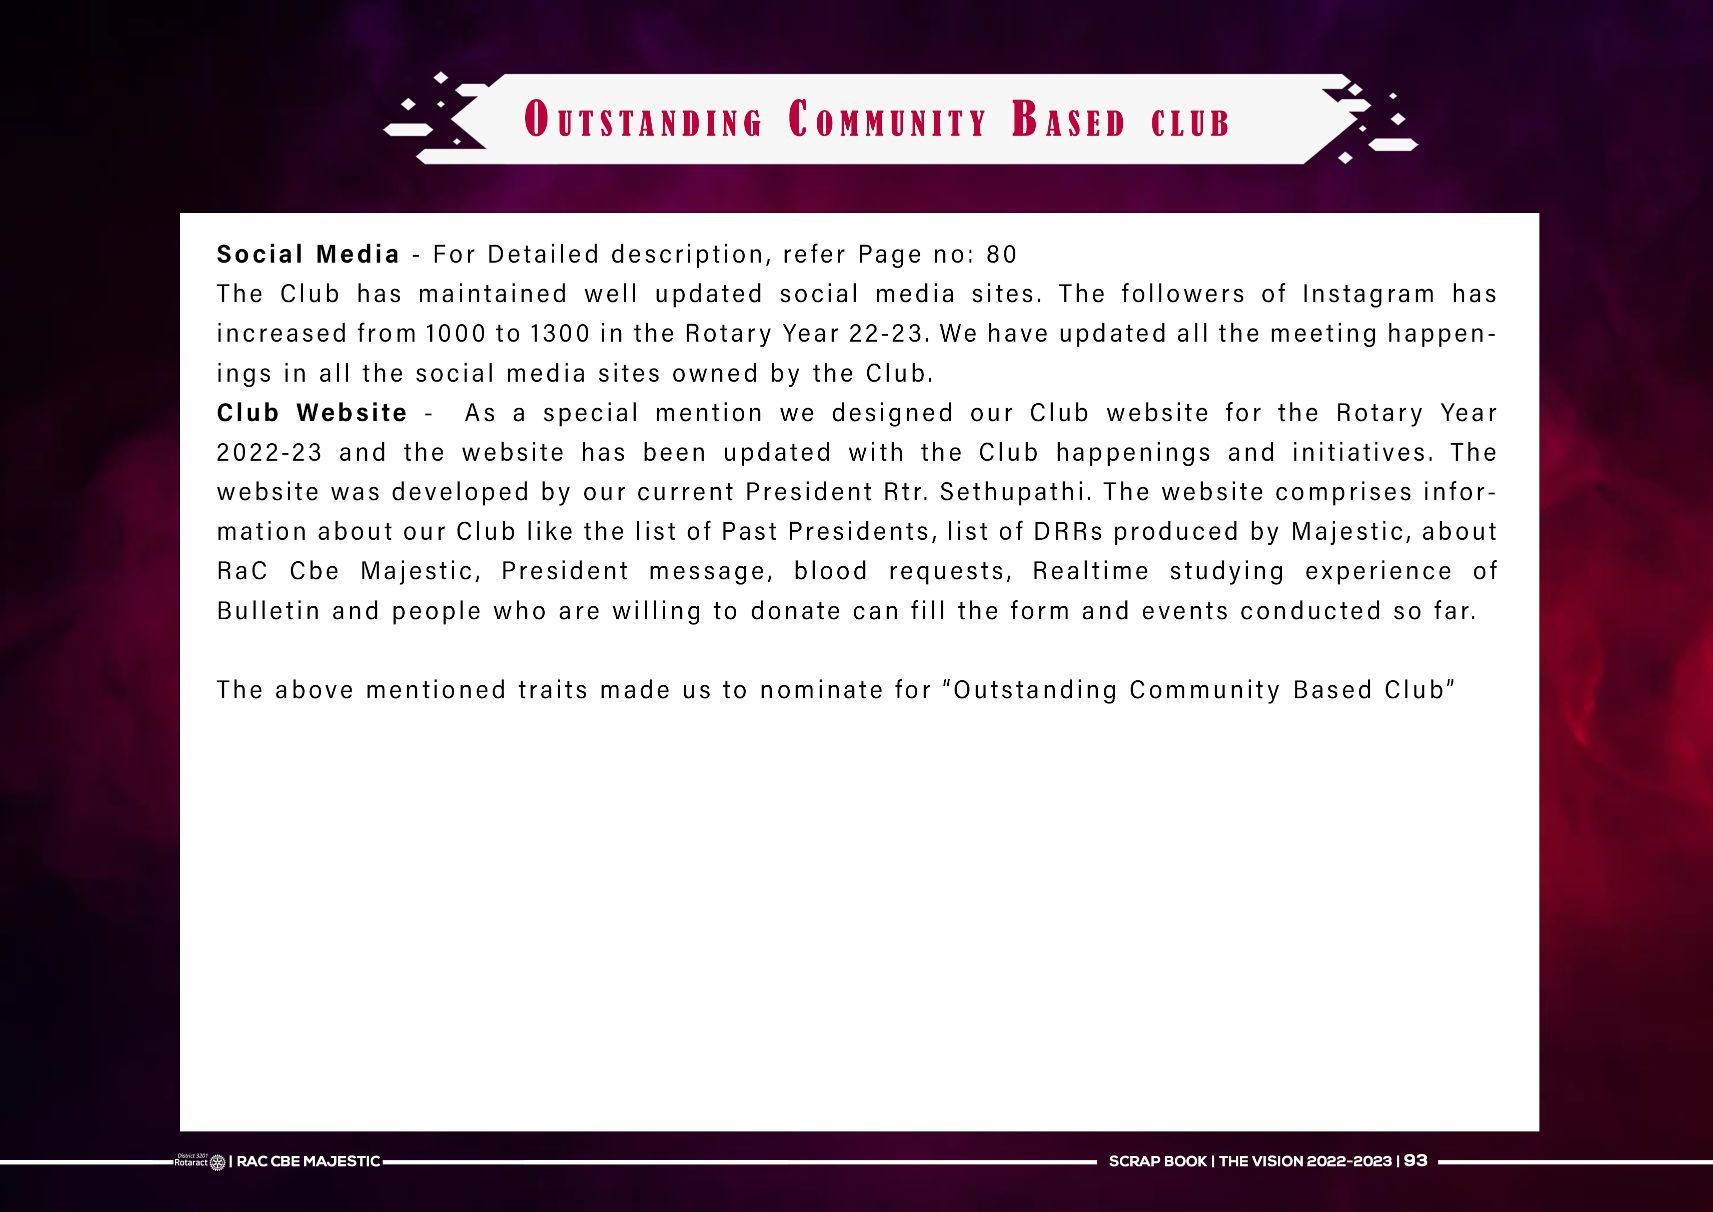 OUTSTANDING COMMUNITY BASED CLUB
Social Media - For Detailed description, refer Page no: 80
The Club has maintained well updated social media sites. The followers of Instagram has
increased from 1000 to 1300 in the Rotary Year 22-23. We have updated all the meeting happen-
ings in all the social media sites owned by the Club.
Club Website - As a special mention we designed our Club website for the Rotary Year
2022-23 and the website has been updated with the Club happenings and initiatives. The
website was developed by our current President Rtr. Sethupathi. The website comprises infor-
mation about our Club like the list of Past Presidents, list of DRRs produced by Majestic, about
RaC Cbe Majestic, President message, blood requests, Realtime studying experience of
Bulletin and people who are willing to donate can fill the form and events conducted so far.
The above mentioned traits made us to nominate for "Outstanding Community Based Club"
District 3201
Rotaract | RAC CBE MAJESTIC
SCRAP BOOK | THE VISION 2022-2023 | 93